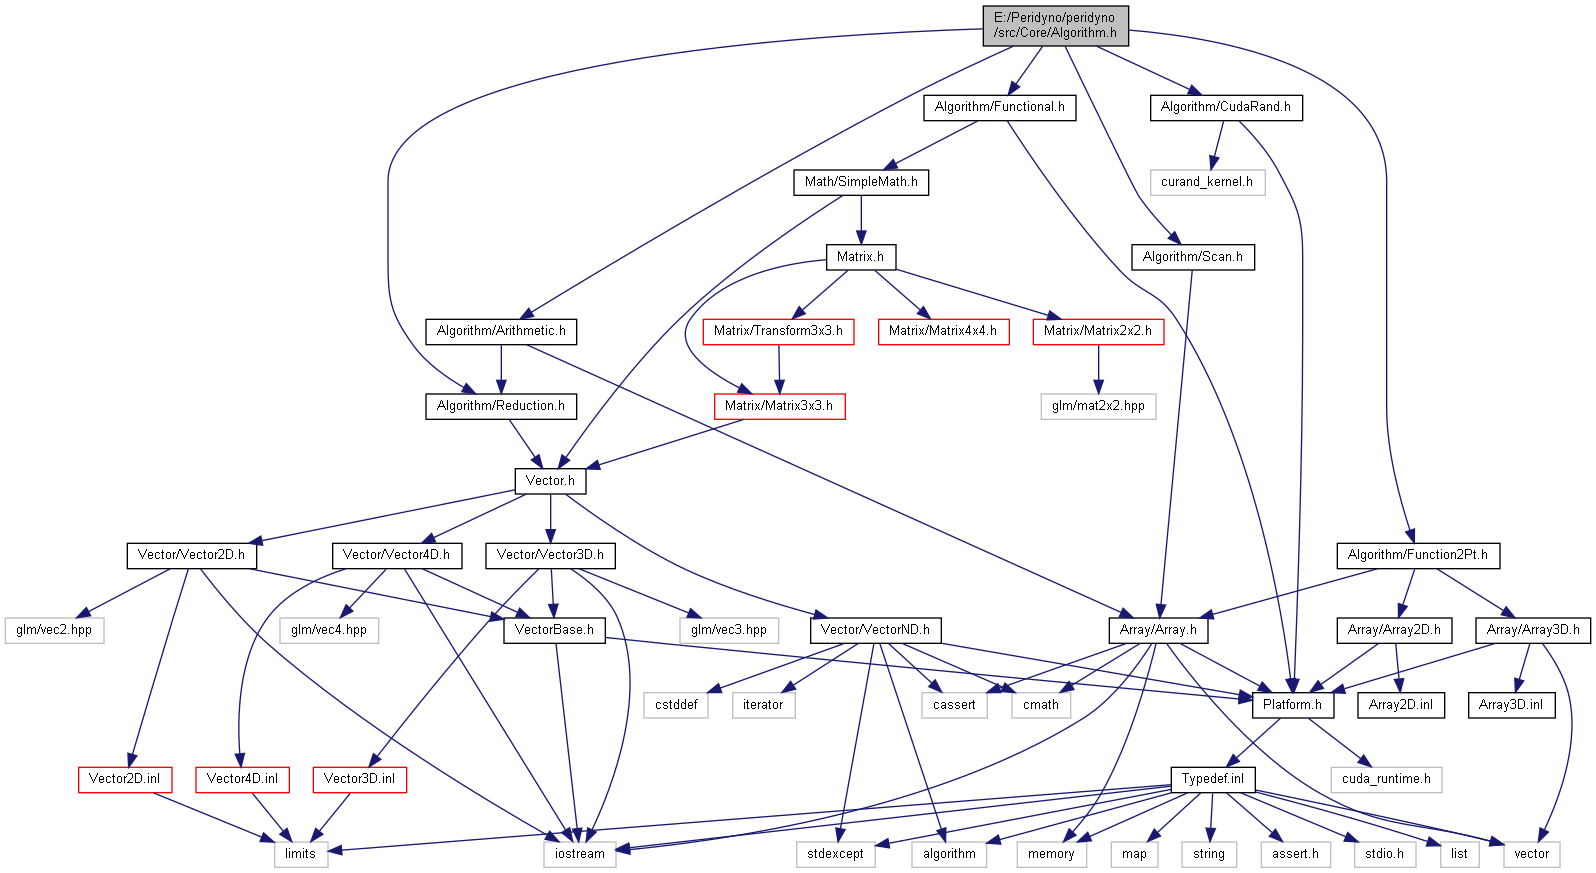 E:/Peridyno/peridyno
/src/Core/Algorithm.h
Algorithm/Functional.h
Algorithm/CudaRand.h
Math/SimpleMath.h
curand_kernel.h
Matrix.h
Algorithm/Scan.h
Algorithm/Arithmetic.h
Matrix/Transform3x3.h
Matrix/Matrix4x4.h
Matrix/Matrix2x2.h
Algorithm/Reduction.h
Matrix/Matrix3x3.h
glm/mat2x2.hpp
Vector.h
Vector/Vector2D.h
Vector/Vector4D.h
Vector/Vector3D.h
Algorithm/Function2Pt.h
glm/vec2.hpp
glm/vec4.hpp
VectorBase.h
glm/vec3.hpp
Vector/VectorND.h
Array/Array.h
Array/Array2D.h
Array/Array3D.h
cstddef
iterator
cassert
cmath
Platform.h
Array2D.inl
Array3D.inl
Vector2D.inl
Vector4D.inl
Vector3D.inl
Typedef.inl
cuda_runtime.h
limits
iostream
stdexcept
algorithm
memory
map
string
assert.h
stdio.h
list
vector